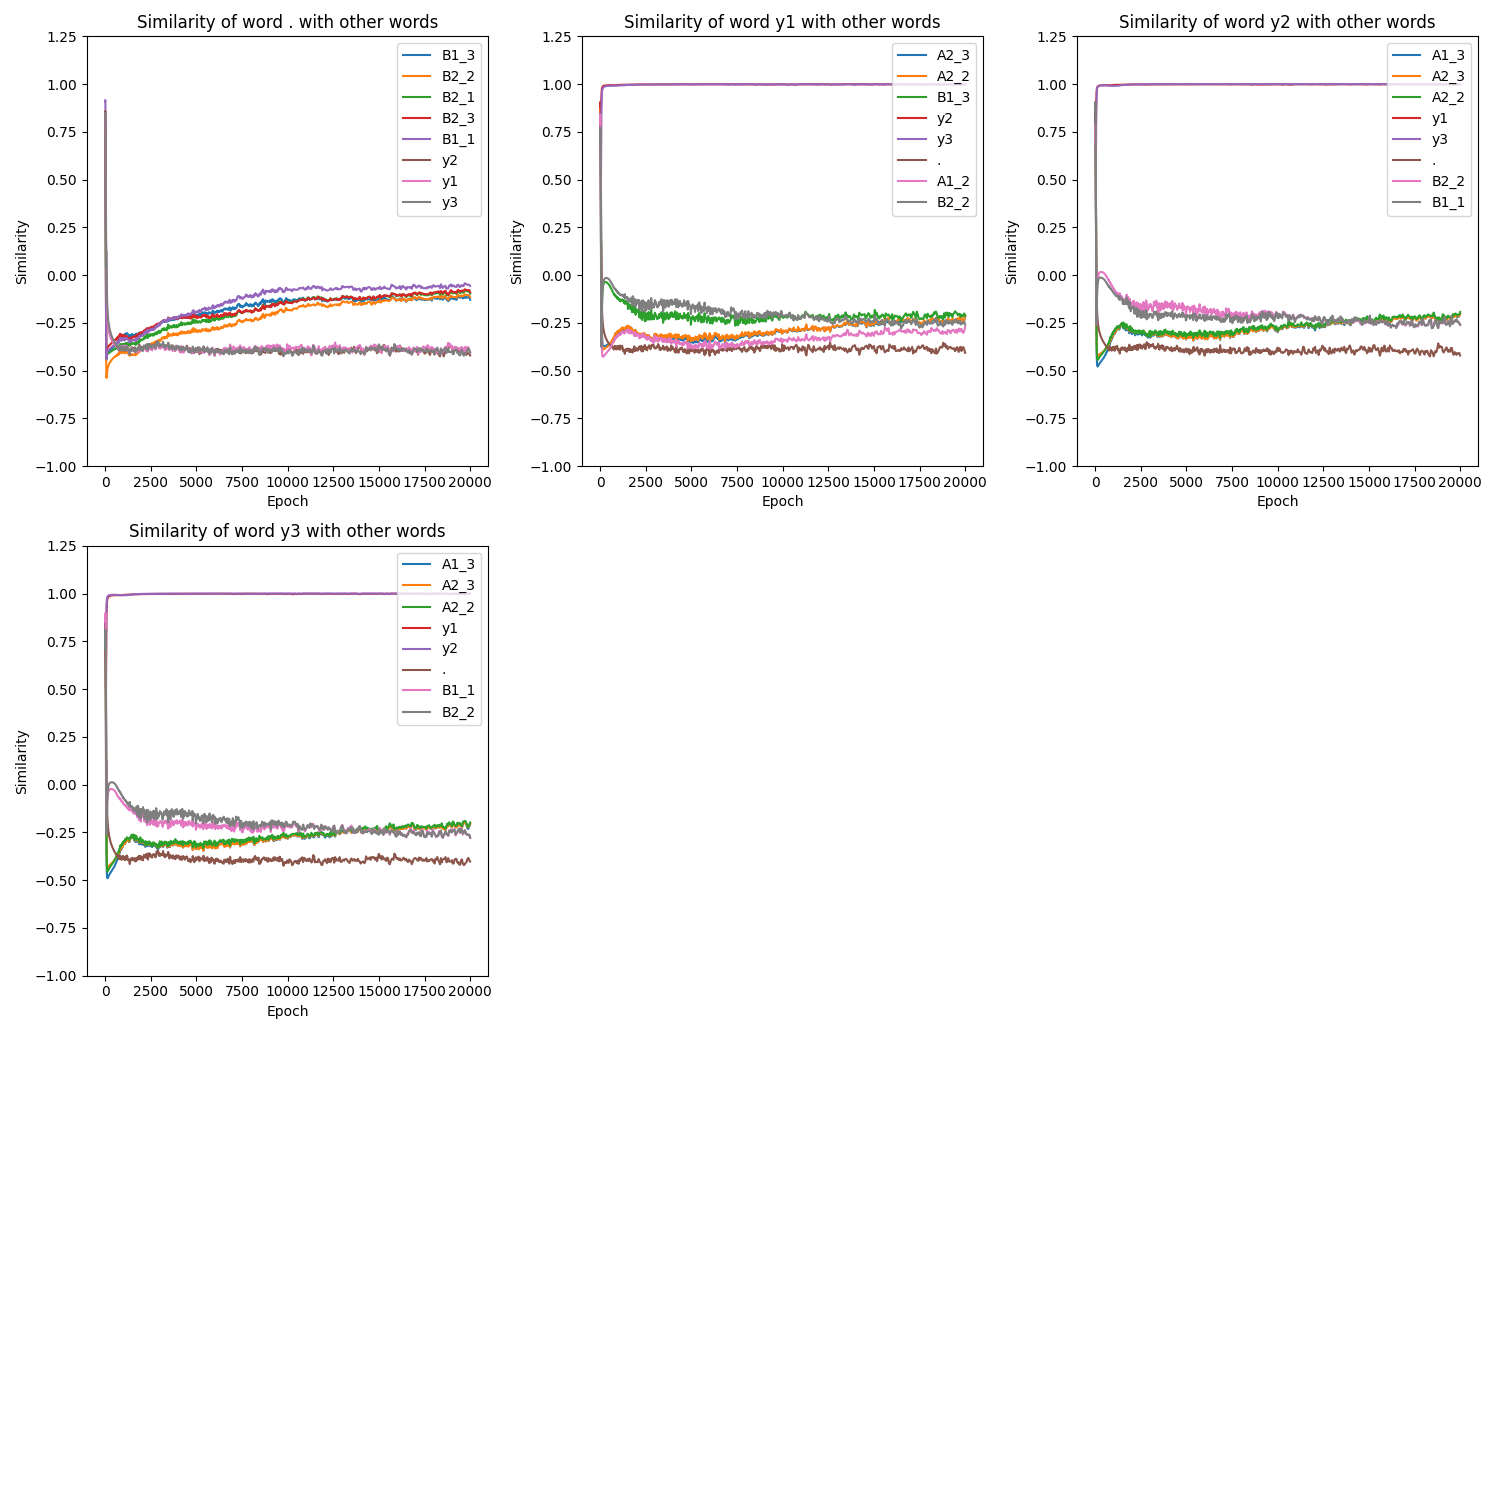 Similarity of word . with other words
1.25
1.00
0.75
0.50
0.25
0.00
−0.25
−0.50
−0.75
−1.00
Similarity
0 2500 5000 7500 10000 12500 15000 17500 20000
Epoch
B1_3
B2_2
B2_1
B2_3
B1_1
y2
y1
y3
Similarity of word y1 with other words
1.25
1.00
0.75
0.50
0.25
0.00
−0.25
−0.50
−0.75
−1.00
Similarity
0 2500 5000 7500 10000 12500 15000 17500 20000
Epoch
A2_3
A2_2
B1_3
y2
y3
.
A1_2
B2_2
Similarity of word y2 with other words
1.25
1.00
0.75
0.50
0.25
0.00
−0.25
−0.50
−0.75
−1.00
Similarity
0 2500 5000 7500 10000 12500 15000 17500 20000
Epoch
A1_3
A2_3
A2_2
y1
y3
.
B2_2
B1_1
Similarity of word y3 with other words
1.25
1.00
0.75
0.50
0.25
0.00
−0.25
−0.50
−0.75
−1.00
Similarity
0 2500 5000 7500 10000 12500 15000 17500 20000
Epoch
A1_3
A2_3
A2_2
y1
y2
.
B1_1
B2_2